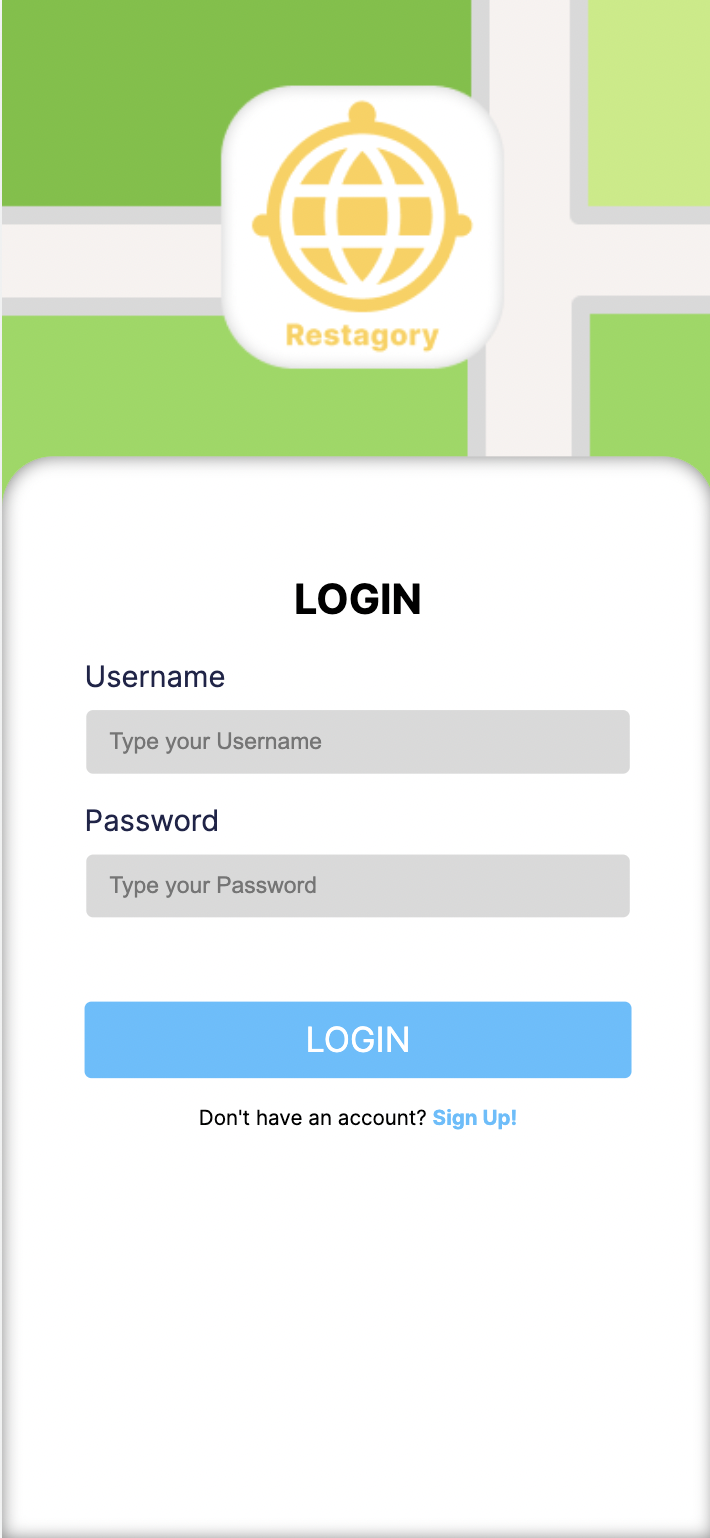 Restagory
LOGIN
Username
Type your Username
Password
Type your Password
LOGIN
Don't have an account? Sign Up!